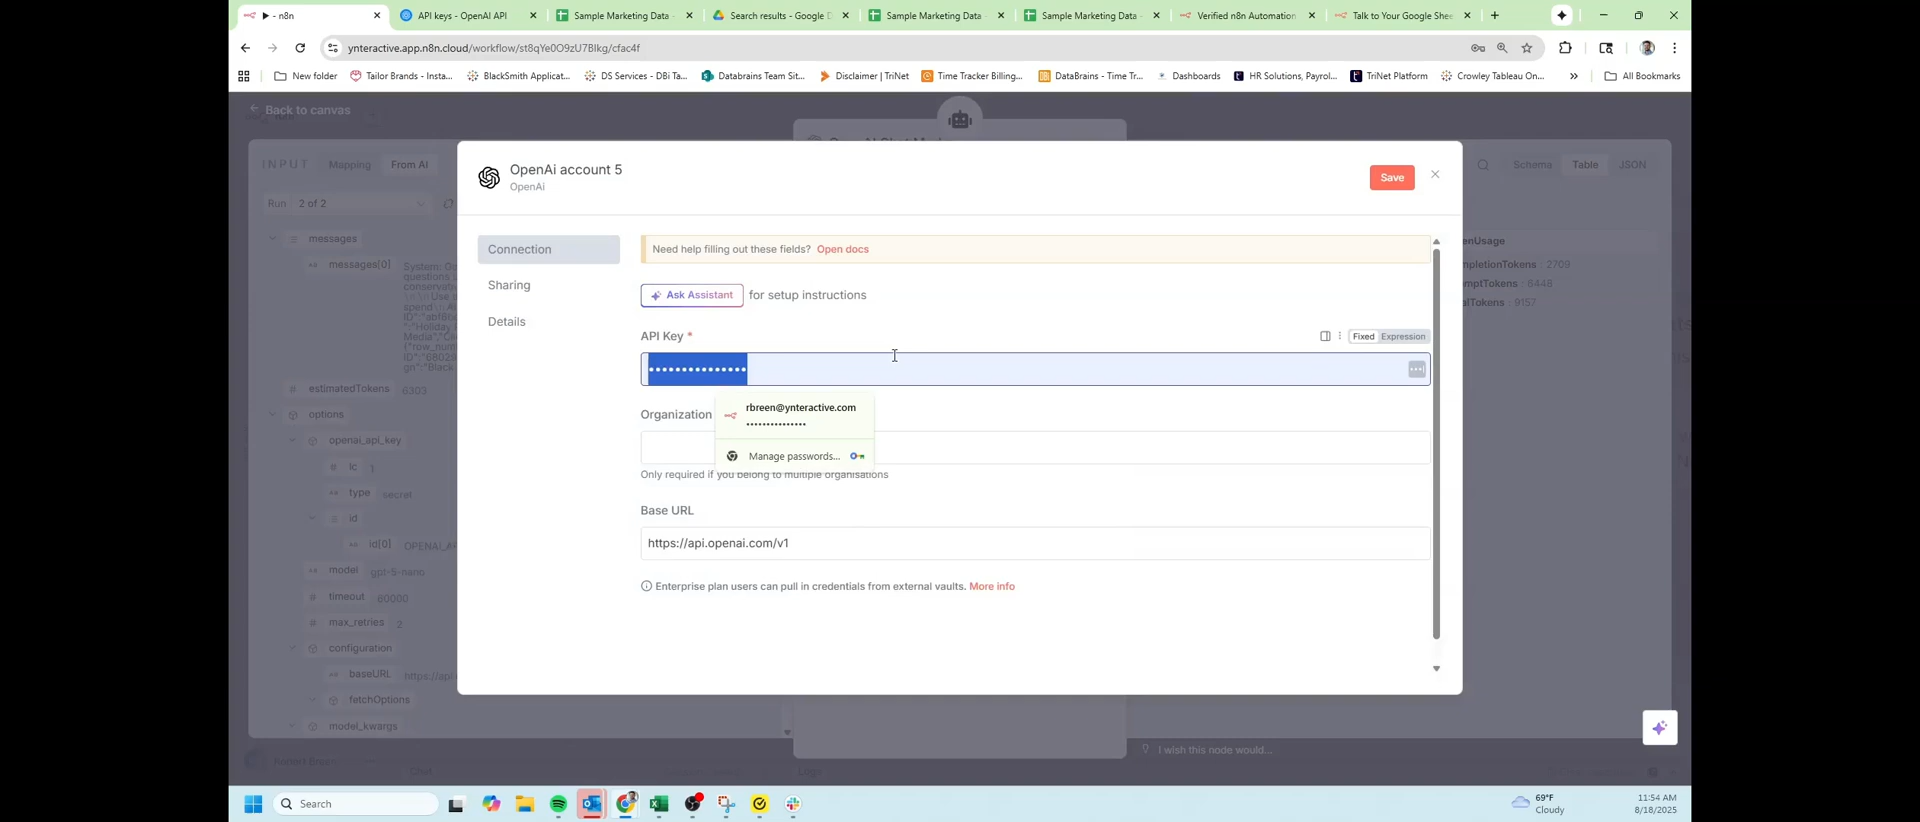 ▶ - n8n
API keys - OpenAI API
Sample Marketing Data -
Search results - Google D
Sample Marketing Data -
Sample Marketing Data -
Verified n8n Automation
Talk to Your Google Shee
ynteractive.app.n8n.cloud/workflow/st8qYe0O9zU7BIkg/cfac4f
New folder
Tailor Brands - Insta...
BlackSmith Applicat...
DS Services - DBi Ta...
Databrains Team Sit...
Disclaimer | TriNet
Time Tracker Billing...
DataBrains - Time Tr...
Dashboards
HR Solutions, Payrol...
TriNet Platform
Crowley Tableau On...
All Bookmarks
Back to canvas
INPUT
Mapping
From AI
Schema
Table
JSON
Run
2 of 2
messages
messages[0]
estimatedTokens 6303
options
openai_api_key
lc 1
type secret
id
id[0]
model gpt-5-nano
timeout 60000
max_retries 2
configuration
baseURL https://api
fetchOptions
model_kwargs
OpenAi account 5
OpenAi
Save
Connection
Sharing
Details
Need help filling out these fields? Open docs
Ask Assistant for setup instructions
API Key *
Fixed Expression
•••••••••••••••
rbreen@ynteractive.com
•••••••••••••••
Manage passwords...
Organization
Only required if you belong to multiple organisations
Base URL
https://api.openai.com/v1
Enterprise plan users can pull in credentials from external vaults. More info
enUsage
mpletionTokens 2709
mptTokens 6448
alTokens 9157
I wish this node would...
Robert Breen
Chat
Logs
Search
69°F
Cloudy
11:54 AM
8/18/2025